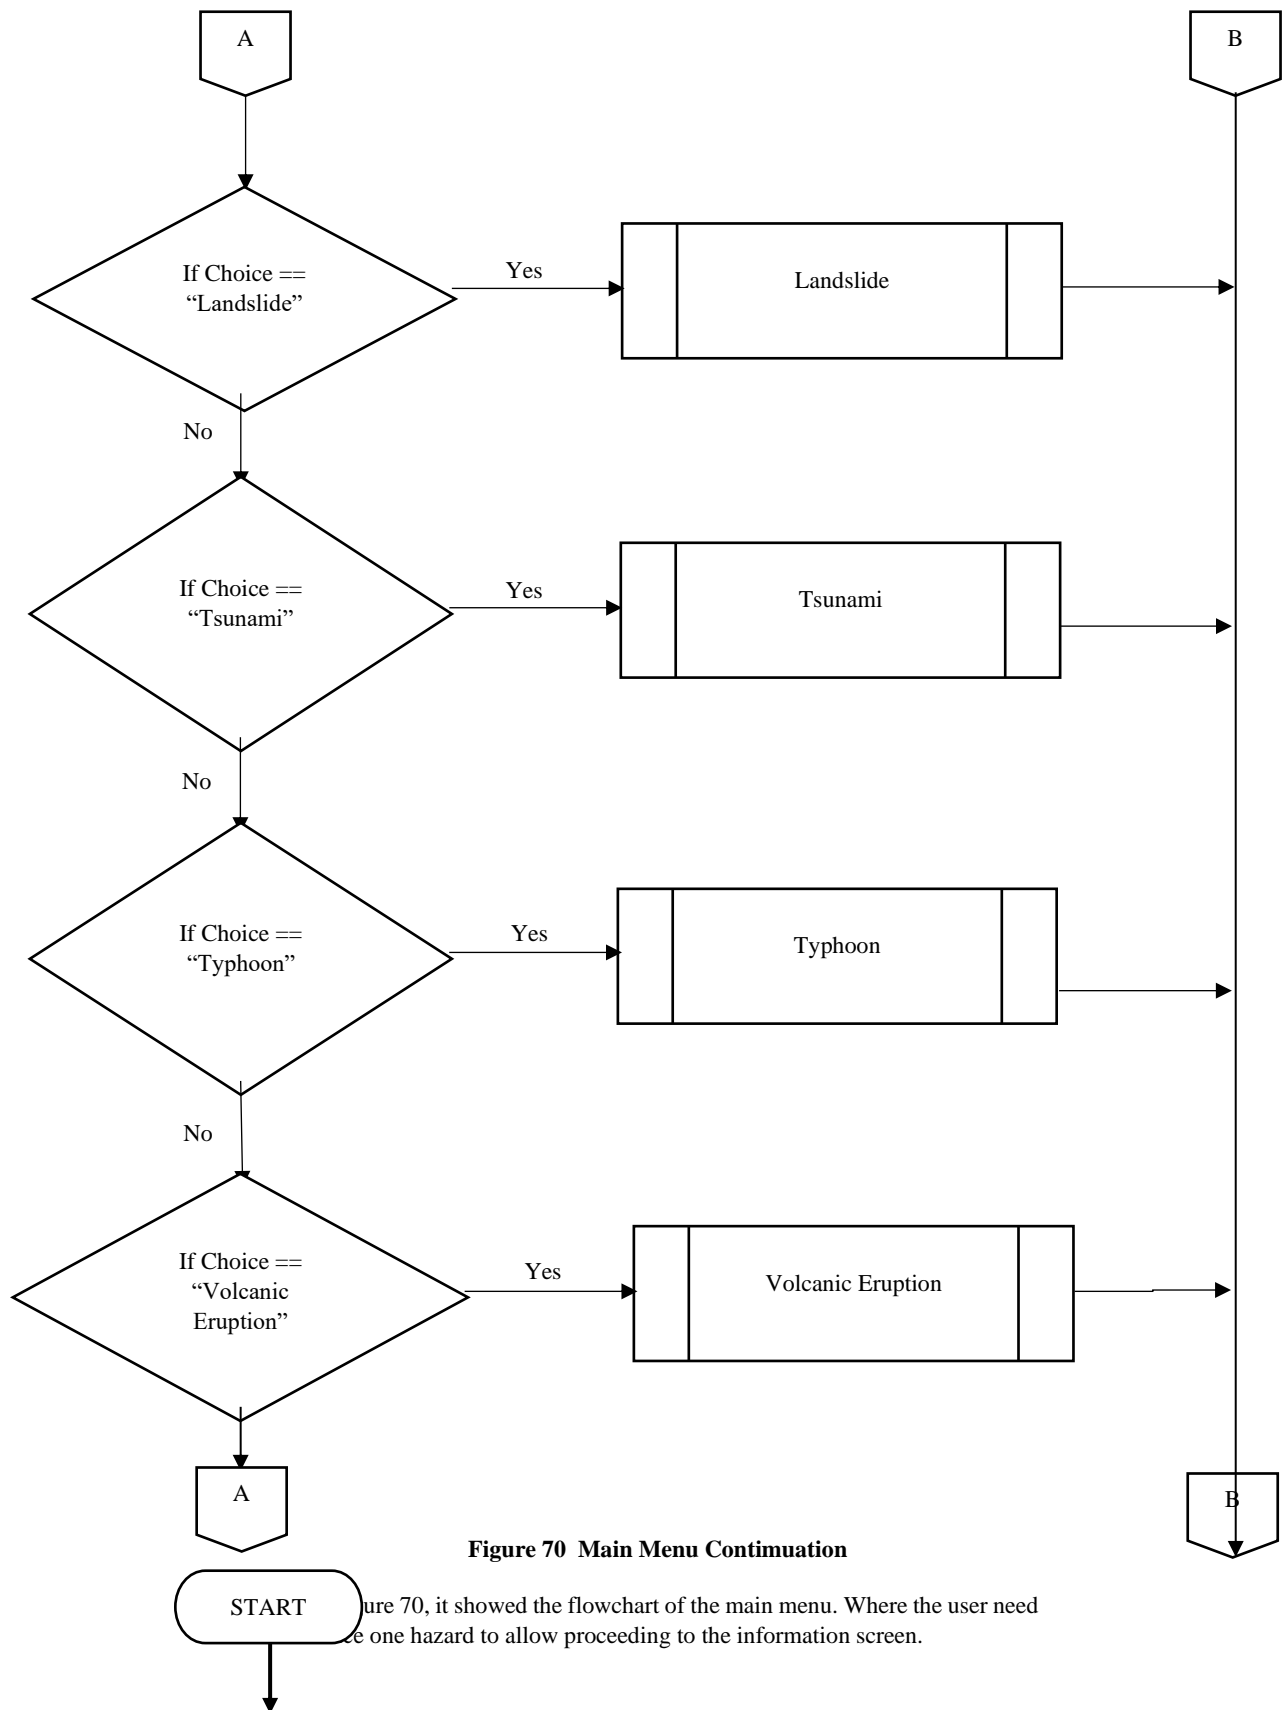 A
B
If Choice ==
“Landslide”
Yes
Landslide
No
If Choice ==
“Tsunami”
Yes
Tsunami
No
If Choice ==
“Typhoon”
Yes
Typhoon
No
If Choice ==
“Volcanic
Eruption”
Yes
Volcanic Eruption
A
B
Figure 70 Main Menu Contimuation
START
70, it showed the flowchart of the main menu. Where the user need
one hazard to allow proceeding to the information screen.